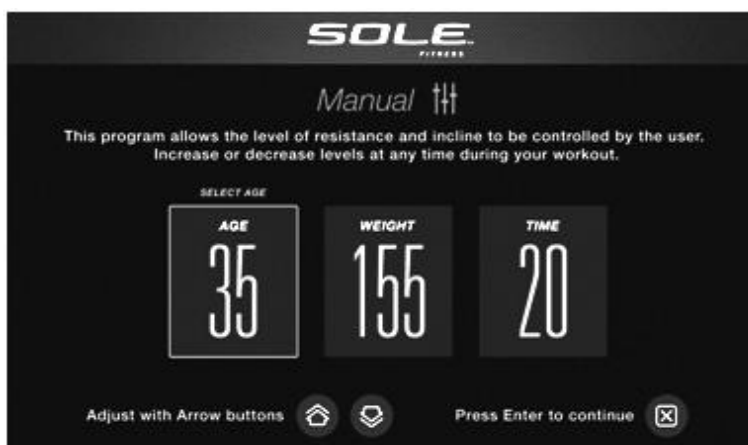 SOLE
FITNESS
Manual
This program allows the level of resistance and incline to be controlled by the user.
Increase or decrease levels at any time during your workout.
SELECT AGE
AGE WEIGHT TIME
35 155 20
Adjust with Arrow buttons Press Enter to continue